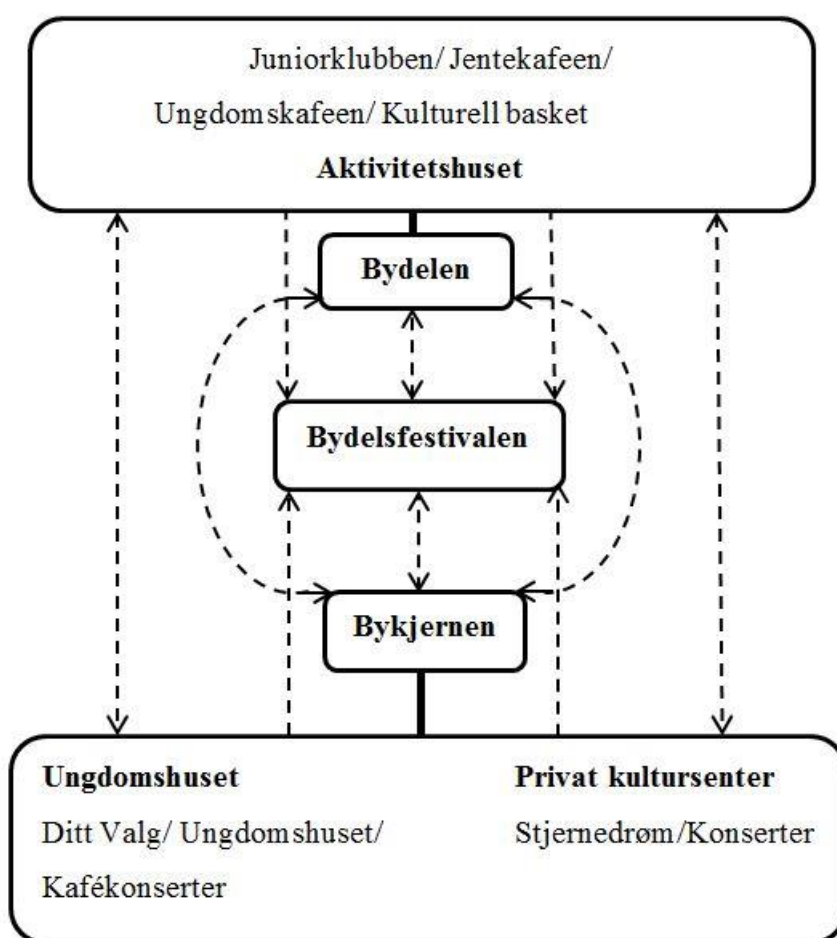 Juniorklubben/ Jentekafeen/
Ungdomskafeen/ Kulturell basket
Aktivitetshuset
Bydelen
Bydelsfestivalen
Bykjernen
Ungdomshuset
Ditt Valg/ Ungdomshuset/
Kafékonserter
Privat kultursenter
Stjernedrøm/Konserter